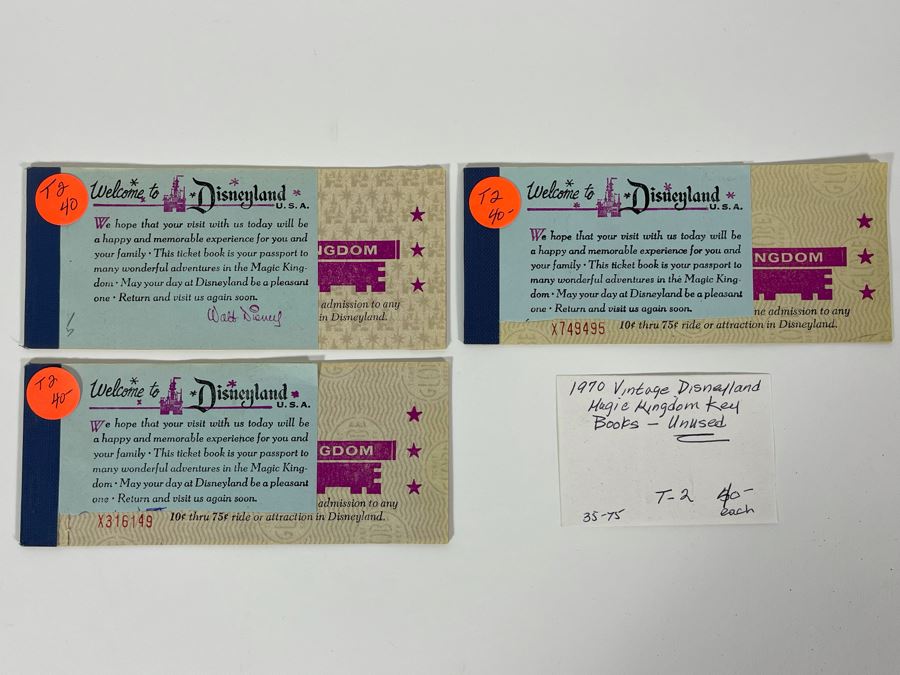 T2
40
Welcome to Disneyland
U.S.A.
We hope that your visit with us today will be
a happy and memorable experience for you and
your family · This ticket book is your passport to
many wonderful adventures in the Magic King-
dom · May your day at Disneyland be a pleasant
one · Return and visit us again soon.
Walt Disney
NGDOM
admission to any
in Disneyland.
T2
40-
Welcome to Disneyland
U.S.A.
We hope that your visit with us today will be
a happy and memorable experience for you and
your family · This ticket book is your passport to
many wonderful adventures in the Magic King-
dom · May your day at Disneyland be a pleasant
one · Return and visit us again soon.
NGDOM
ne admission to any
X749495 10¢ thru 75¢ ride or attraction in Disneyland.
T2
40-
Welcome to Disneyland
U.S.A.
We hope that your visit with us today will be
a happy and memorable experience for you and
your family · This ticket book is your passport to
many wonderful adventures in the Magic King-
dom · May your day at Disneyland be a pleasant
one · Return and visit us again soon.
GDOM
admission to any
X316149 10¢ thru 75¢ ride or attraction in Disneyland.
1970 Vintage Disneyland
Magic Kingdom Key
Books - Unused
T-2 40-
35-75 each